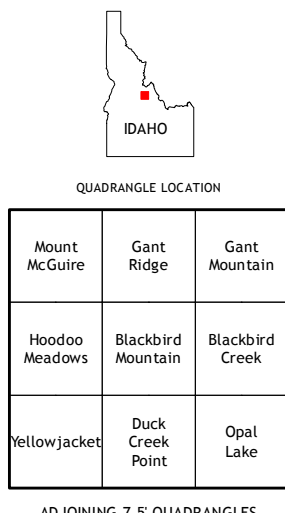 IDAHO
QUADRANGLE LOCATION
Mount
McGuire
Gant
Ridge
Gant
Mountain
Hoodoo
Meadows
Blackbird
Mountain
Blackbird
Creek
Yellowjacket
Duck
Creek
Point
Opal
Lake
ADJOINING 7.5' QUADRANGLES